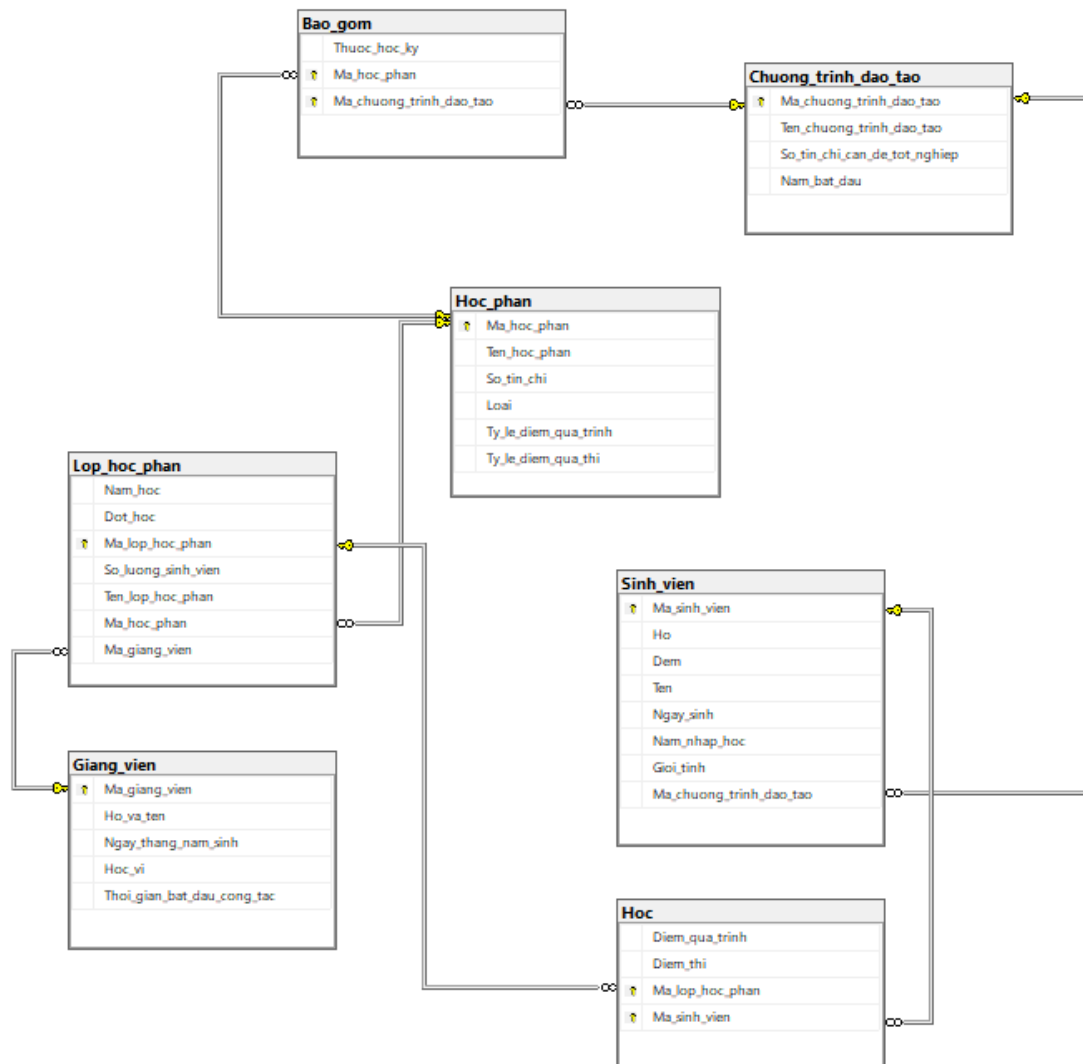 Bao_gom
Thuoc_hoc_ky
Ma_hoc_phan
Ma_chuong_trinh_dao_tao
Chuong_trinh_dao_tao
Ma_chuong_trinh_dao_tao
Ten_chuong_trinh_dao_tao
So_tin_chi_can_de_tot_nghiep
Nam_bat_dau
Hoc_phan
Ma_hoc_phan
Ten_hoc_phan
So_tin_chi
Loai
Ty_le_diem_qua_trinh
Ty_le_diem_qua_thi
Lop_hoc_phan
Nam_hoc
Dot_hoc
Ma_lop_hoc_phan
So_luong_sinh_vien
Ten_lop_hoc_phan
Ma_hoc_phan
Ma_giang_vien
Sinh_vien
Ma_sinh_vien
Ho
Dem
Ten
Ngay_sinh
Nam_nhap_hoc
Gioi_tinh
Ma_chuong_trinh_dao_tao
Giang_vien
Ma_giang_vien
Ho_va_ten
Ngay_thang_nam_sinh
Hoc_vi
Thoi_gian_bat_dau_cong_tac
Hoc
Diem_qua_trinh
Diem_thi
Ma_lop_hoc_phan
Ma_sinh_vien